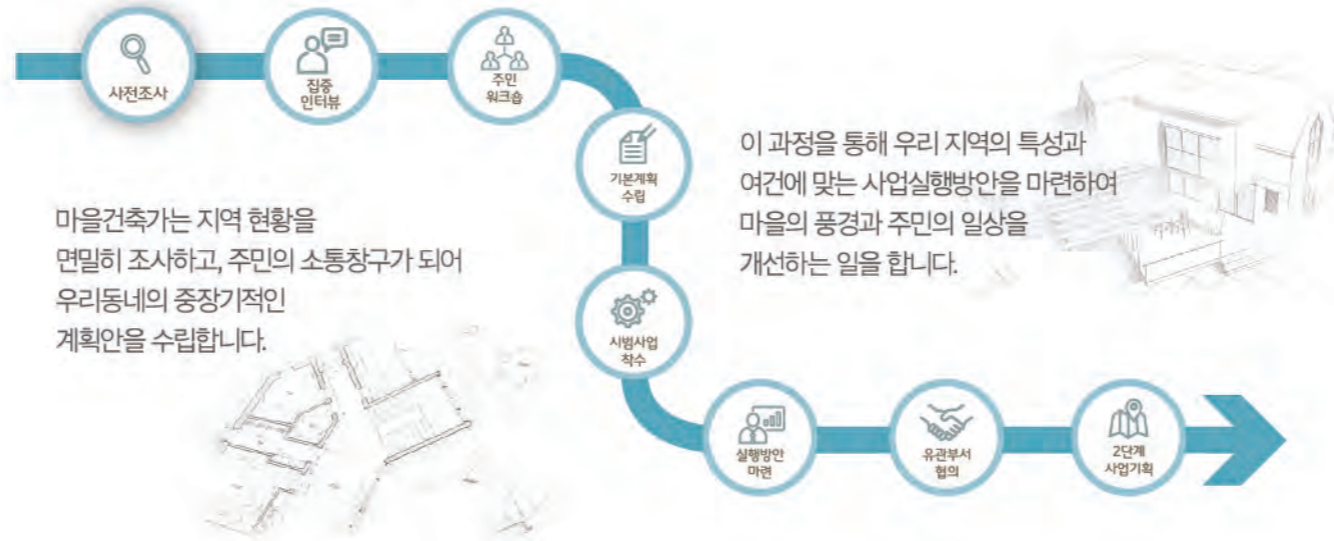 사전조사
집중
인터뷰
주민
워크숍
기본계획
수립
시범사업
착수
실행방안
마련
유관부서
협의
2단계
사업기획
마을건축가는 지역 현황을
면밀히 조사하고, 주민의 소통창구가 되어
우리동네의 중장기적인
계획안을 수립합니다.
이 과정을 통해 우리 지역의 특성과
여건에 맞는 사업실행방안을 마련하여
마을의 풍경과 주민의 일상을
개선하는 일을 합니다.